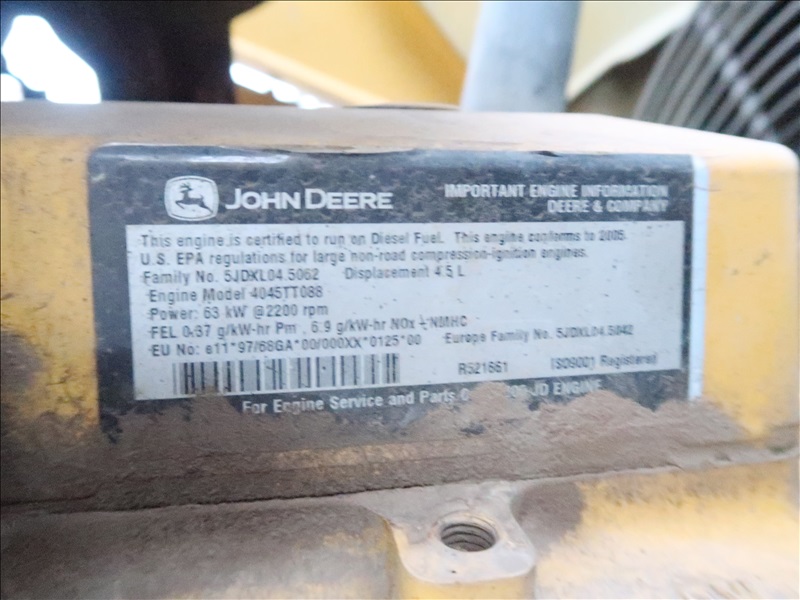 JOHN DEERE
IMPORTANT ENGINE INFORMATION
DEERE & COMPANY
This engine is certified to run on Diesel Fuel. This engine conforms to 2005
U.S. EPA regulations for large non-road compression-ignition engines.
Family No. 5JDXL04.5062 Displacement 4.5 L
Engine Model 4045TT088
Power: 63 kW @2200 rpm
FEL 0.37 g/kW-hr Pm, 6.9 g/kW-hr NOx + NMHC
EU No: e11*97/68GA*00/000XX*0125*00 Europe Family No. 5JDXL04.5042
R521661 ISO9001 Registered
For Engine Service and Parts JD ENGINE